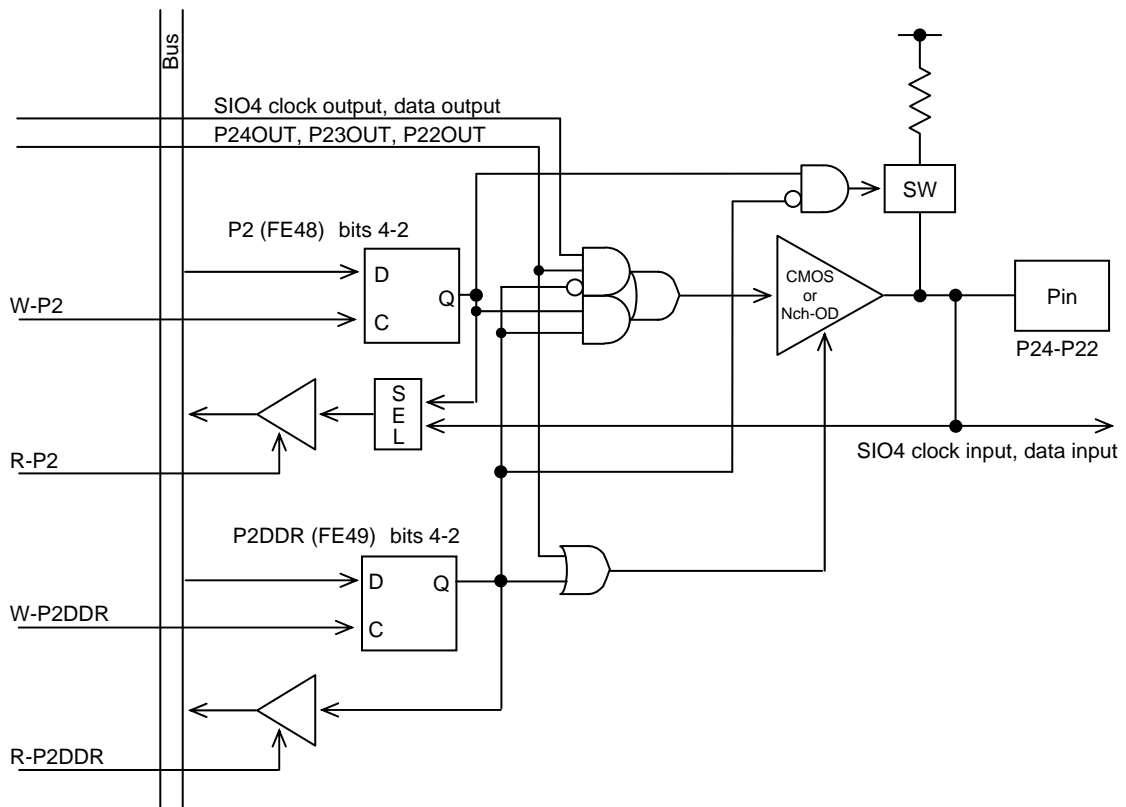 Bus
SIO4 clock output, data output
P24OUT, P23OUT, P22OUT
SW
P2 (FE48) bits 4-2
D
Q
C
W-P2
CMOS
or
Nch-OD
Pin
P24-P22
S
E
L
R-P2
SIO4 clock input, data input
P2DDR (FE49) bits 4-2
D
Q
C
W-P2DDR
R-P2DDR